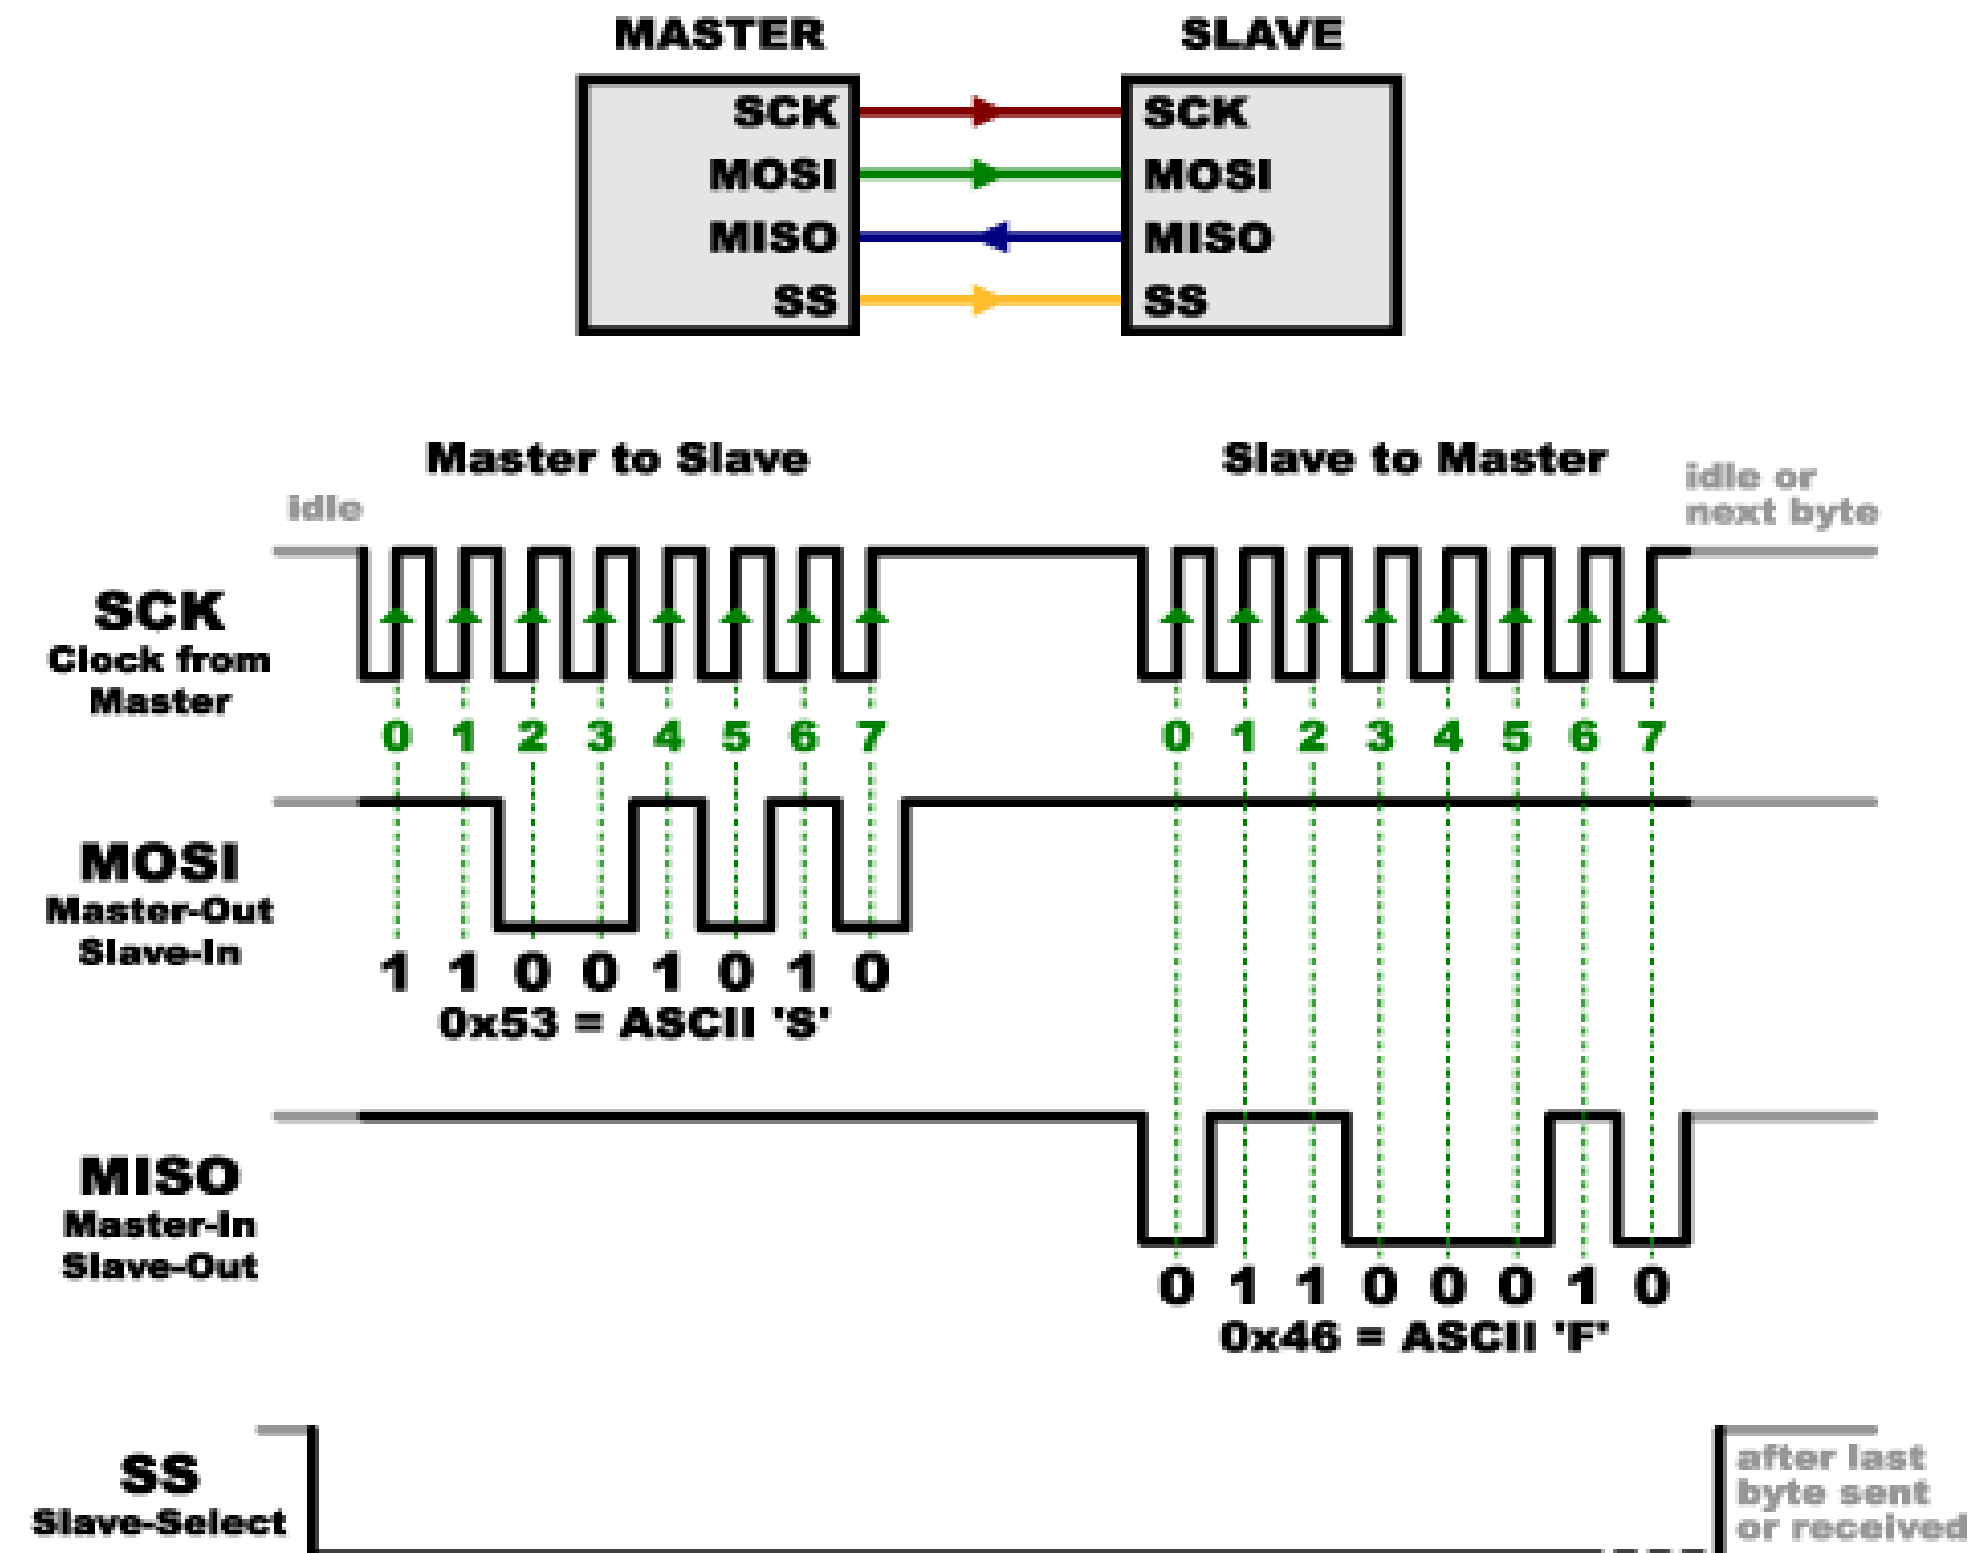 MASTER SLAVE
SCK SCK
MOSI MOSI
MISO MISO
SS SS
Master to Slave Slave to Master
idle
idle or
next byte
SCK
Clock from
Master
0 1 2 3 4 5 6 7 0 1 2 3 4 5 6 7
MOSI
Master-Out
Slave-In
1 1 0 0 1 0 1 0
0x53 = ASCII 'S'
MISO
Master-In
Slave-Out
0 1 1 0 0 0 1 0
0x46 = ASCII 'F'
SS
Slave-Select
after last
byte sent
or received